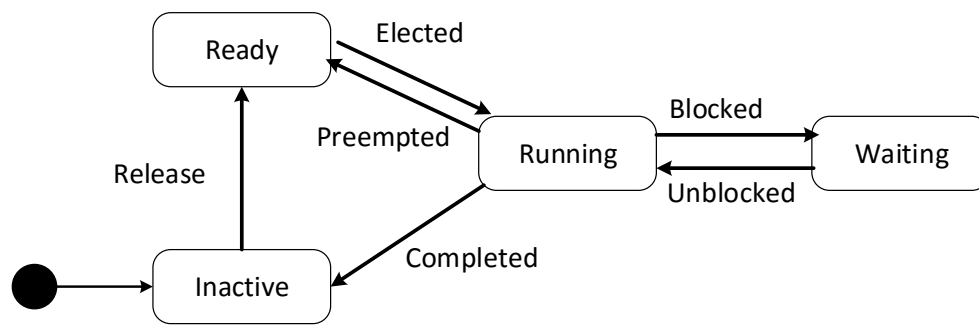 Ready
Elected
Preempted
Running
Blocked
Unblocked
Waiting
Release
Completed
Inactive